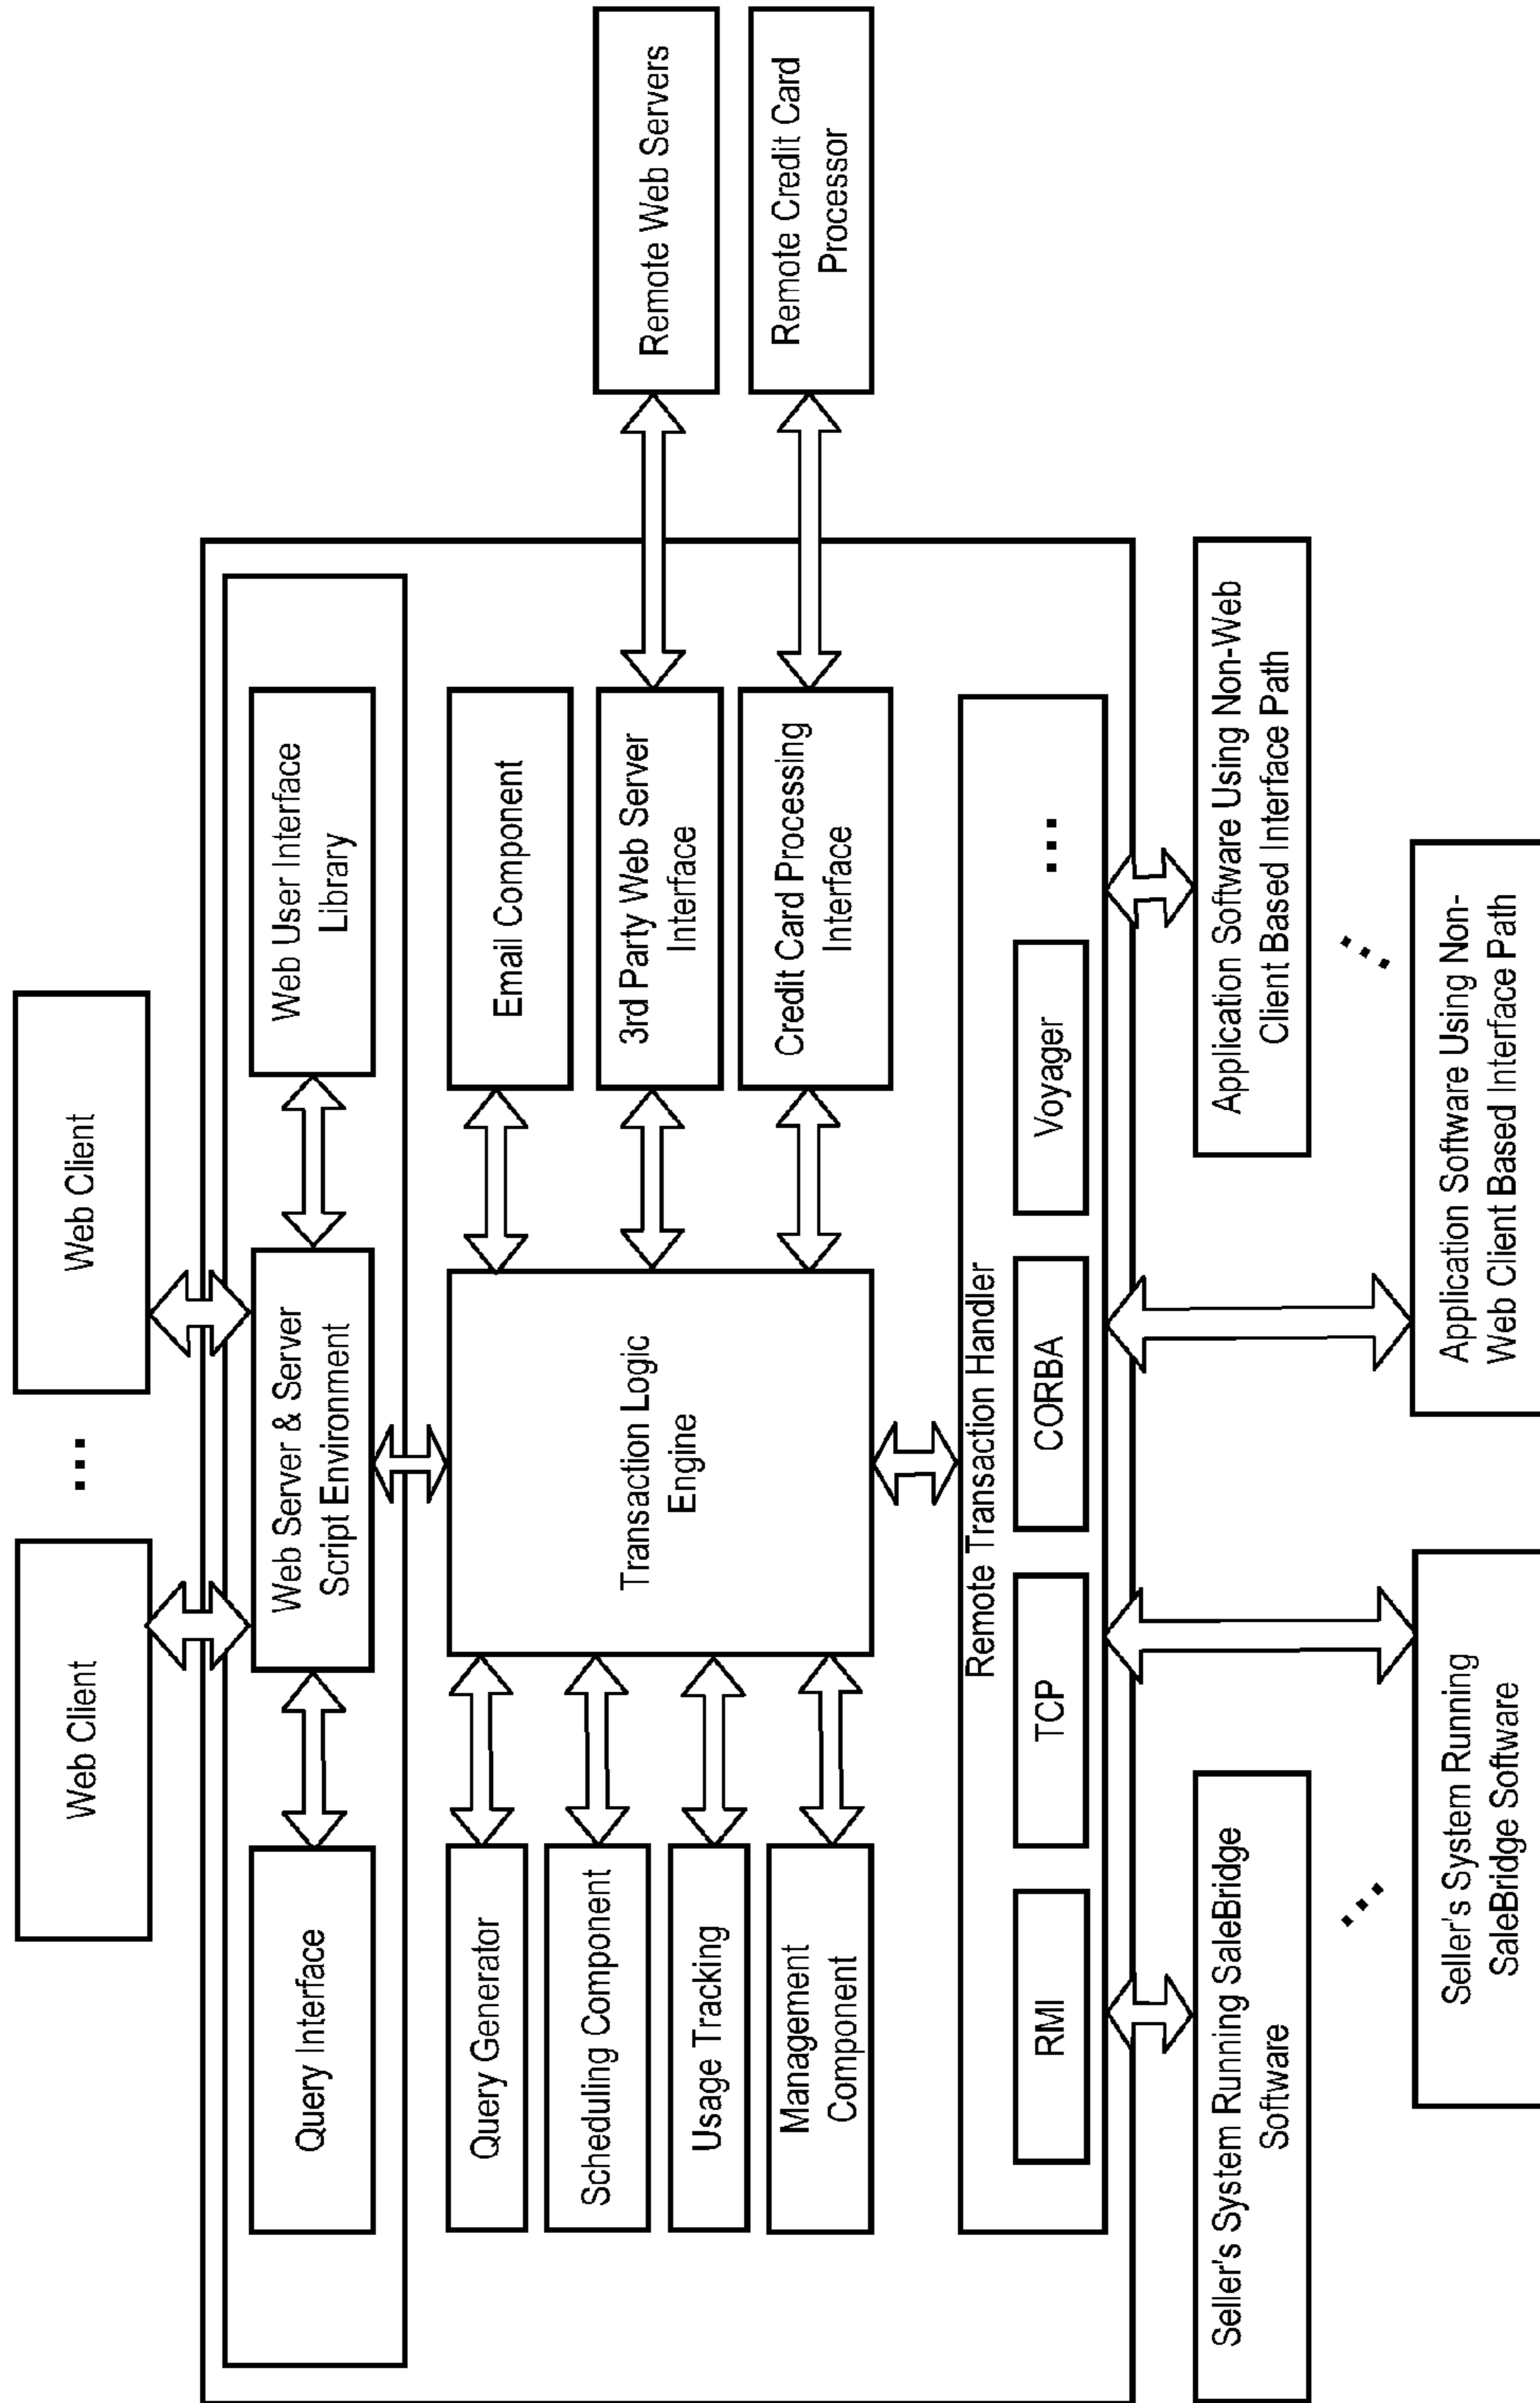 Web Client
...
Web Client
Query Interface
Web Server & Server
Script Environment
Web User Interface
Library
Query Generator
Scheduling Component
Usage Tracking
Management
Component
Transaction Logic
Engine
Email Component
3rd Party Web Server
Interface
Credit Card Processing
Interface
Remote Web Servers
Remote Credit Card
Processor
Remote Transaction Handler
RMI
TCP
CORBA
Voyager
...
Seller's System Running SaleBridge
Software
...
Seller's System Running
SaleBridge Software
Application Software Using Non-Web
Client Based Interface Path
...
Application Software Using Non-
Web Client Based Interface Path